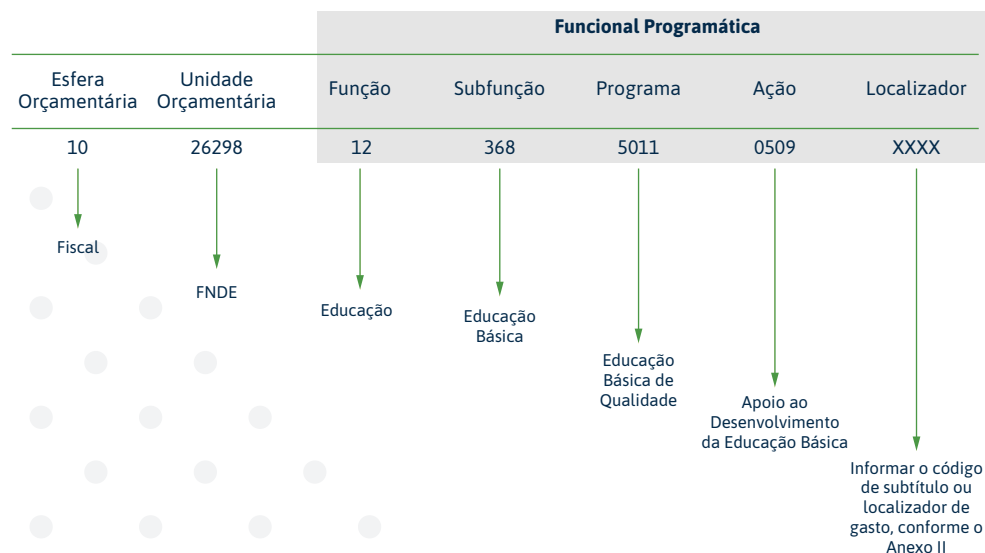 Funcional Programática
Esfera
Orçamentária
Unidade
Orçamentária
Função
Subfunção
Programa
Ação
Localizador
10
26298
12
368
5011
0509
XXXX
Fiscal
FNDE
Educação
Educação
Básica
Educação
Básica de
Qualidade
Apoio ao
Desenvolvimento
da Educação Básica
Informar o código
de subtítulo ou
localizador de
gasto, conforme o
Anexo II